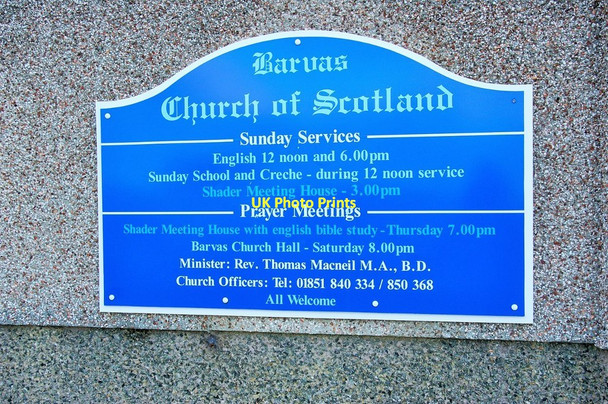 Barvas
Church of Scotland
Sunday Services
English 12 noon and 6.00pm
Sunday School and Creche - during 12 noon service
Shader Meeting House - 3.00pm
UK Photo Prints
Prayer Meetings
Shader Meeting House with english bible study - Thursday 7.00pm
Barvas Church Hall - Saturday 8.00pm
Minister: Rev. Thomas Macneil M.A., B.D.
Church Officers: Tel: 01851 840 334 / 850 368
All Welcome